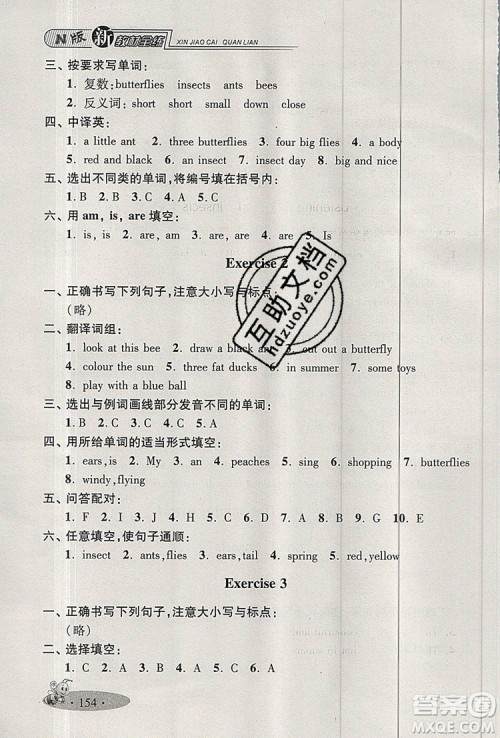 N版 新 教材全练 XIN JIAO CAI QUAN LIAN
三、按要求写单词:
1. 复数: butterflies insects ants bees
2. 反义词: short short small down close
四、中译英:
1. a little ant 2. three butterflies 3. four big flies 4. a body
5. red and black 6. an insect 7. insect day 8. big and nice
五、选出不同类的单词,将编号填在括号内:
1. B 2. B 3. C 4. A 5. C
六、用 am, is, are 填空:
1. is, is 2. are, are 3. are 4. are 5. Is
Exercise 2
一、正确书写下列句子,注意大小写与标点:
(略)
二、翻译词组:
1. look at this bee 2. draw a black ant 3. cut out a butterfly
4. colour the sun 5. three fat ducks 6. in summer 7. some toys
8. play with a blue ball
三、选出与例词画线部分发音不同的单词:
1. B 2. C 3. C 4. A
四、用所给单词的适当形式填空:
1. ears, is 2. My 3. an 4. peaches 5. sing 6. shopping 7. butterflies
8. windy, flying
五、问答配对:
1. F 2. D 3. A 4. J 5. H 6. I 7. C 8. B 9. G 10. E
六、任意填空,使句子通顺:
1. insect 2. ants, flies 3. ears, tail 4. spring 5. red, yellow
Exercise 3
一、正确书写下列句子,注意大小写与标点:
(略)
二、选择填空:
1. C 2. A 3. B 4. B 5. A 6. C 7. A 8. B
· 154 ·
互助文档
hdzuoye.com
答案圈